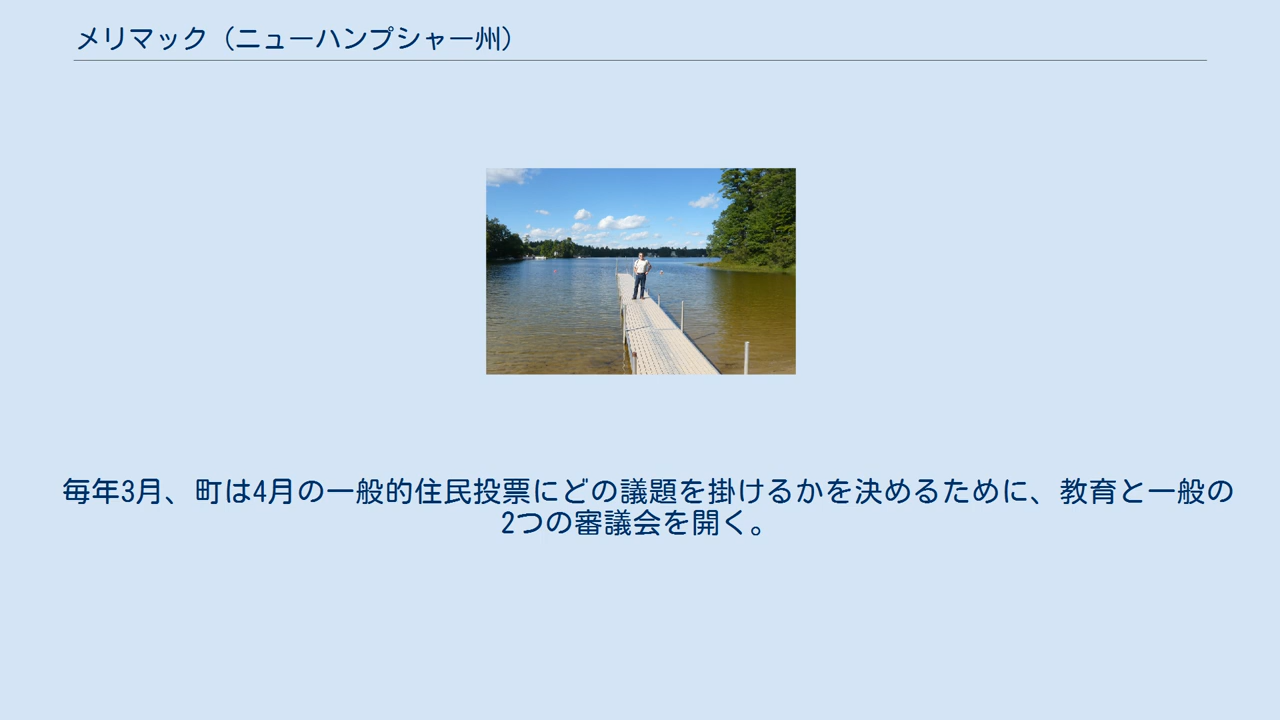 メリマック（ニューハンプシャー州）
毎年3月、町は4月の一般的住民投票にどの議題を掛けるかを決めるために、教育と一般の
2つの審議会を開く。